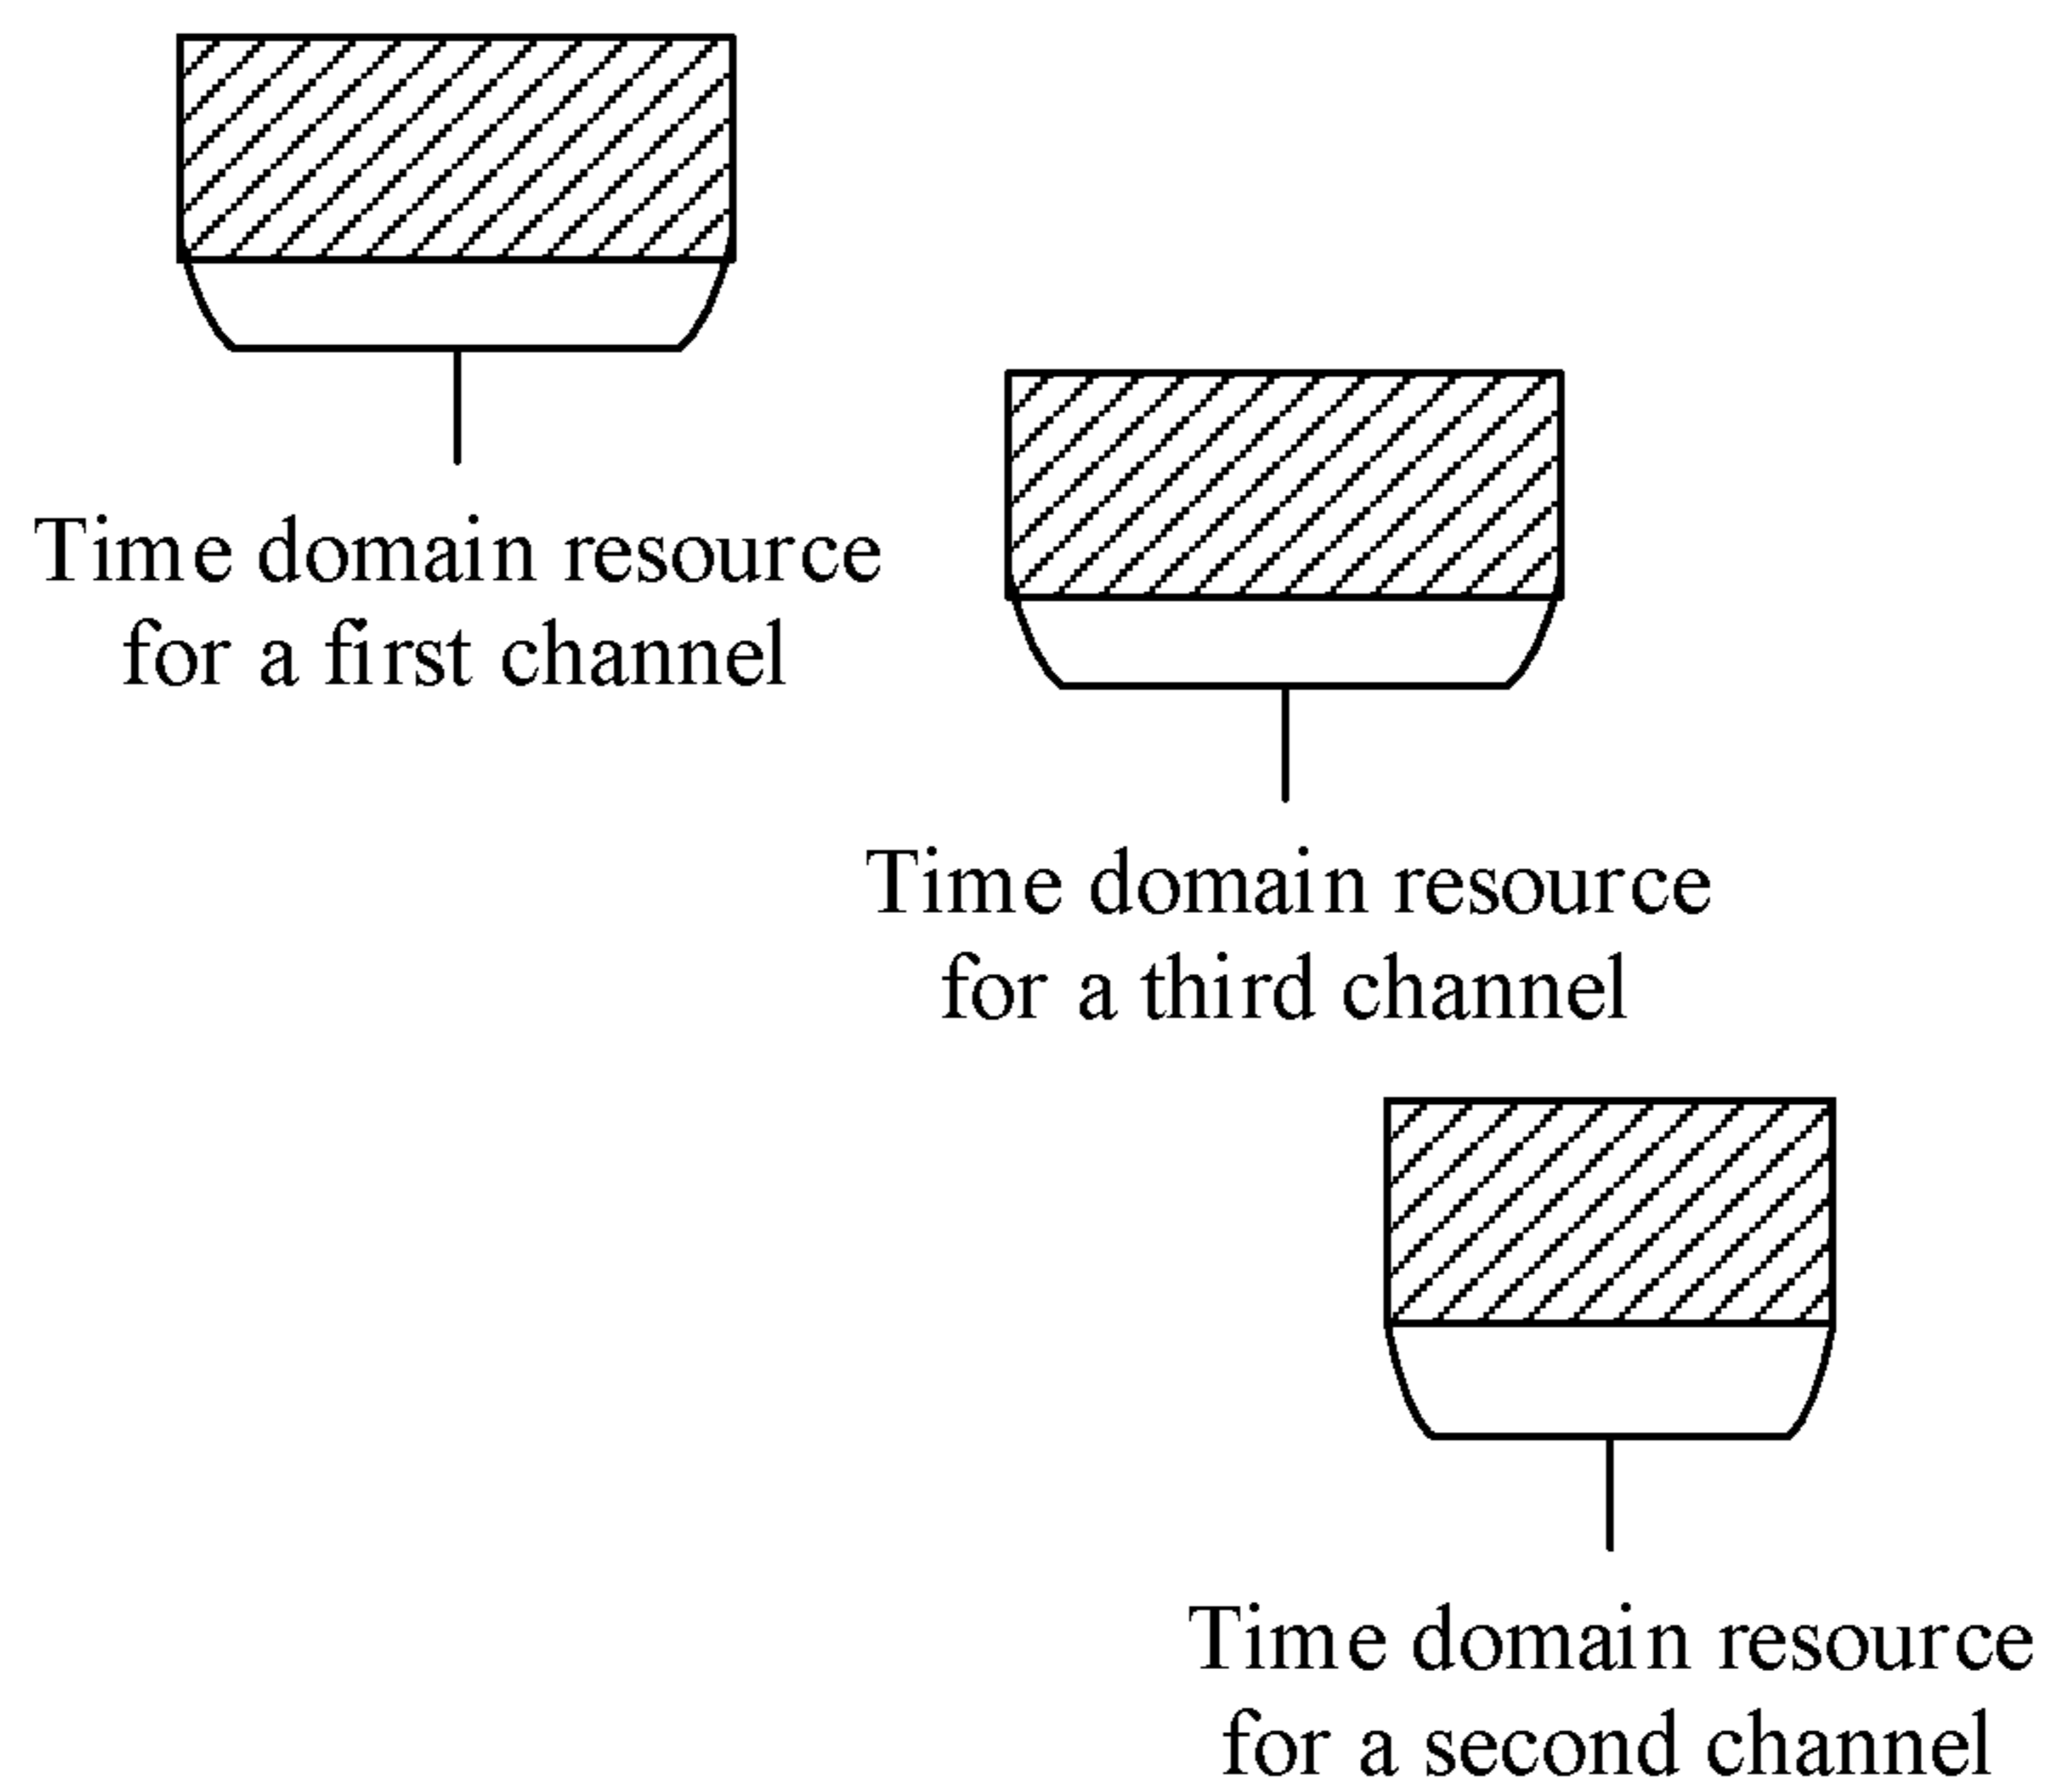 Time domain resource
for a first channel
Time domain resource
for a third channel
Time domain resource
for a second channel